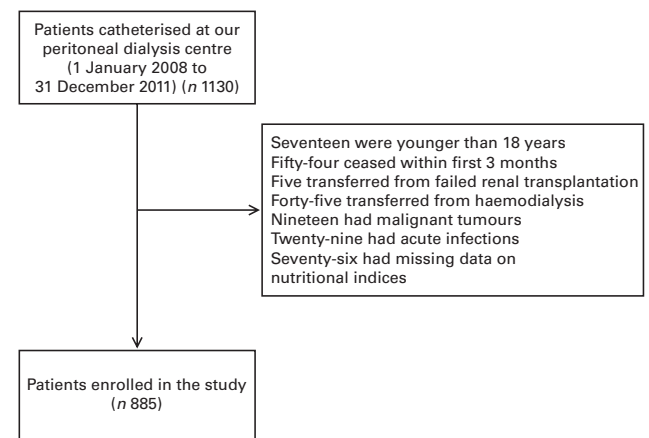 Patients catheterised at our
peritoneal dialysis centre
(1 January 2008 to
31 December 2011) (n 1130)
Seventeen were younger than 18 years
Fifty-four ceased within first 3 months
Five transferred from failed renal transplantation
Forty-five transferred from haemodialysis
Nineteen had malignant tumours
Twenty-nine had acute infections
Seventy-six had missing data on
nutritional indices
Patients enrolled in the study
(n 885)